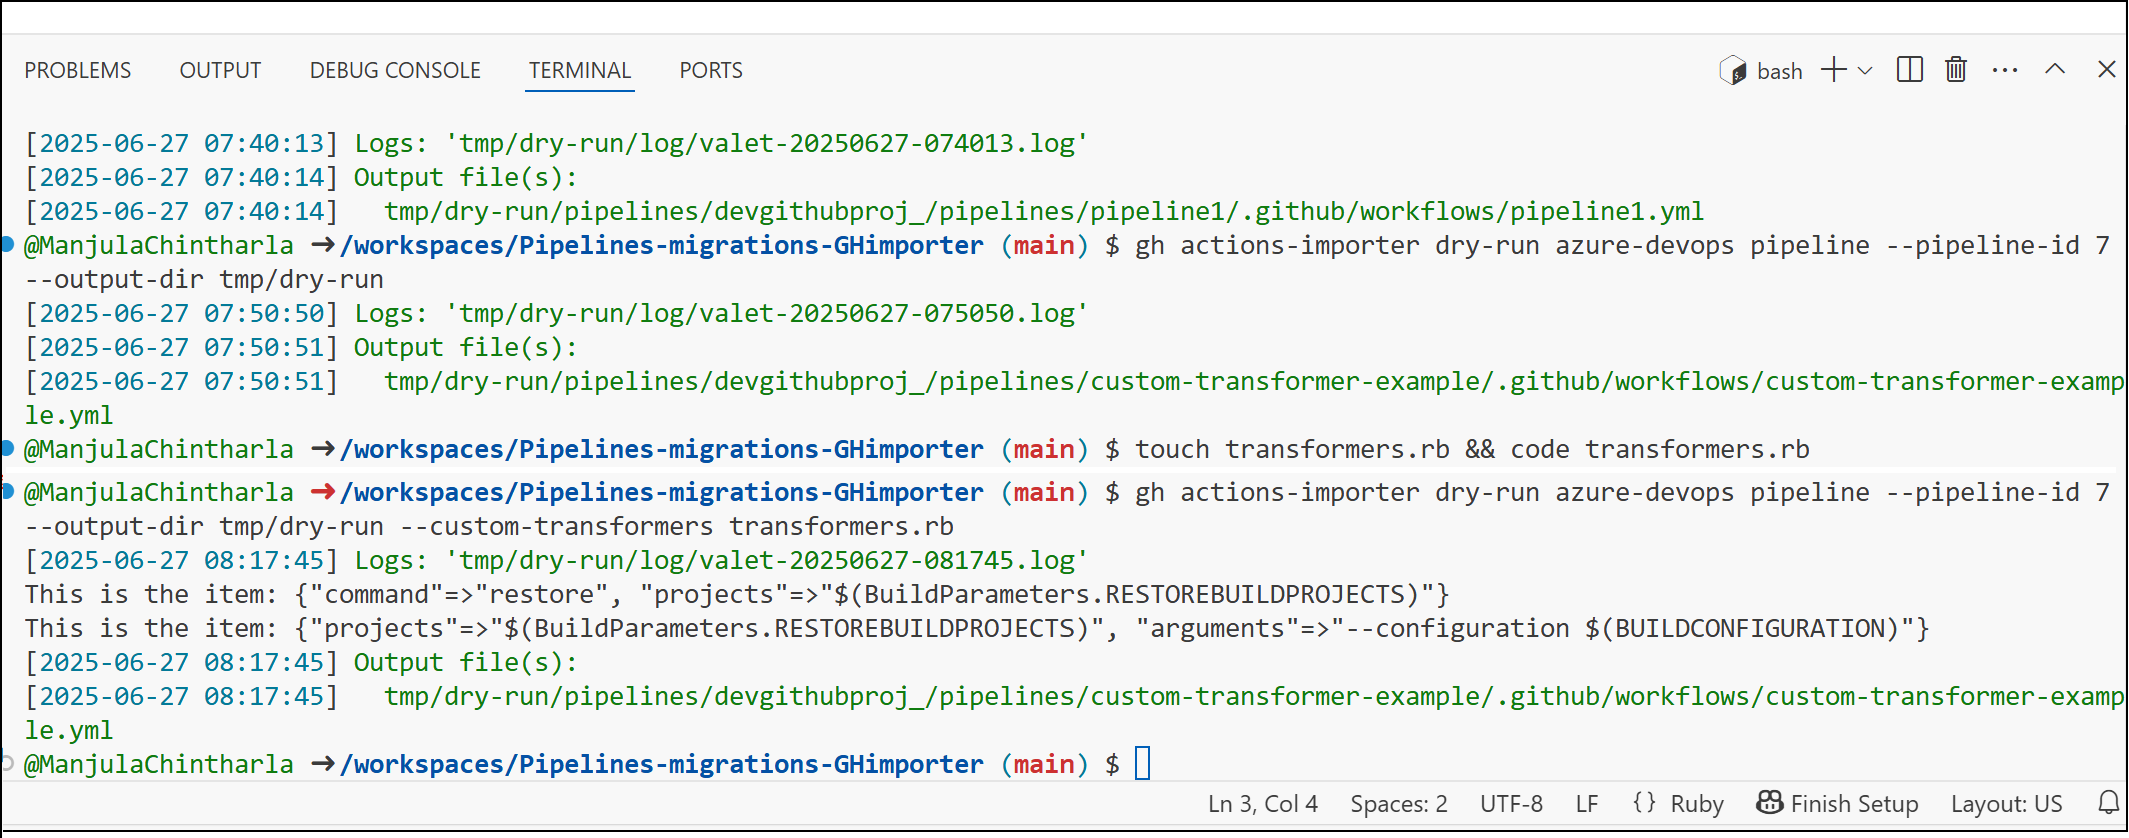 PROBLEMS OUTPUT DEBUG CONSOLE TERMINAL PORTS bash
[2025-06-27 07:40:13] Logs: 'tmp/dry-run/log/valet-20250627-074013.log'
[2025-06-27 07:40:14] Output file(s):
[2025-06-27 07:40:14]   tmp/dry-run/pipelines/devgithubproj_/pipelines/pipeline1/.github/workflows/pipeline1.yml
@ManjulaChintharla ➜/workspaces/Pipelines-migrations-GHimporter (main) $ gh actions-importer dry-run azure-devops pipeline --pipeline-id 7
--output-dir tmp/dry-run
[2025-06-27 07:50:50] Logs: 'tmp/dry-run/log/valet-20250627-075050.log'
[2025-06-27 07:50:51] Output file(s):
[2025-06-27 07:50:51]   tmp/dry-run/pipelines/devgithubproj_/pipelines/custom-transformer-example/.github/workflows/custom-transformer-examp
le.yml
@ManjulaChintharla ➜/workspaces/Pipelines-migrations-GHimporter (main) $ touch transformers.rb && code transformers.rb
@ManjulaChintharla ➜/workspaces/Pipelines-migrations-GHimporter (main) $ gh actions-importer dry-run azure-devops pipeline --pipeline-id 7
--output-dir tmp/dry-run --custom-transformers transformers.rb
[2025-06-27 08:17:45] Logs: 'tmp/dry-run/log/valet-20250627-081745.log'
This is the item: {"command"=>"restore", "projects"=>"$(BuildParameters.RESTOREBUILDPROJECTS)"}
This is the item: {"projects"=>"$(BuildParameters.RESTOREBUILDPROJECTS)", "arguments"=>"--configuration $(BUILDCONFIGURATION)"}
[2025-06-27 08:17:45] Output file(s):
[2025-06-27 08:17:45]   tmp/dry-run/pipelines/devgithubproj_/pipelines/custom-transformer-example/.github/workflows/custom-transformer-examp
le.yml
@ManjulaChintharla ➜/workspaces/Pipelines-migrations-GHimporter (main) $
Ln 3, Col 4 Spaces: 2 UTF-8 LF {} Ruby Finish Setup Layout: US